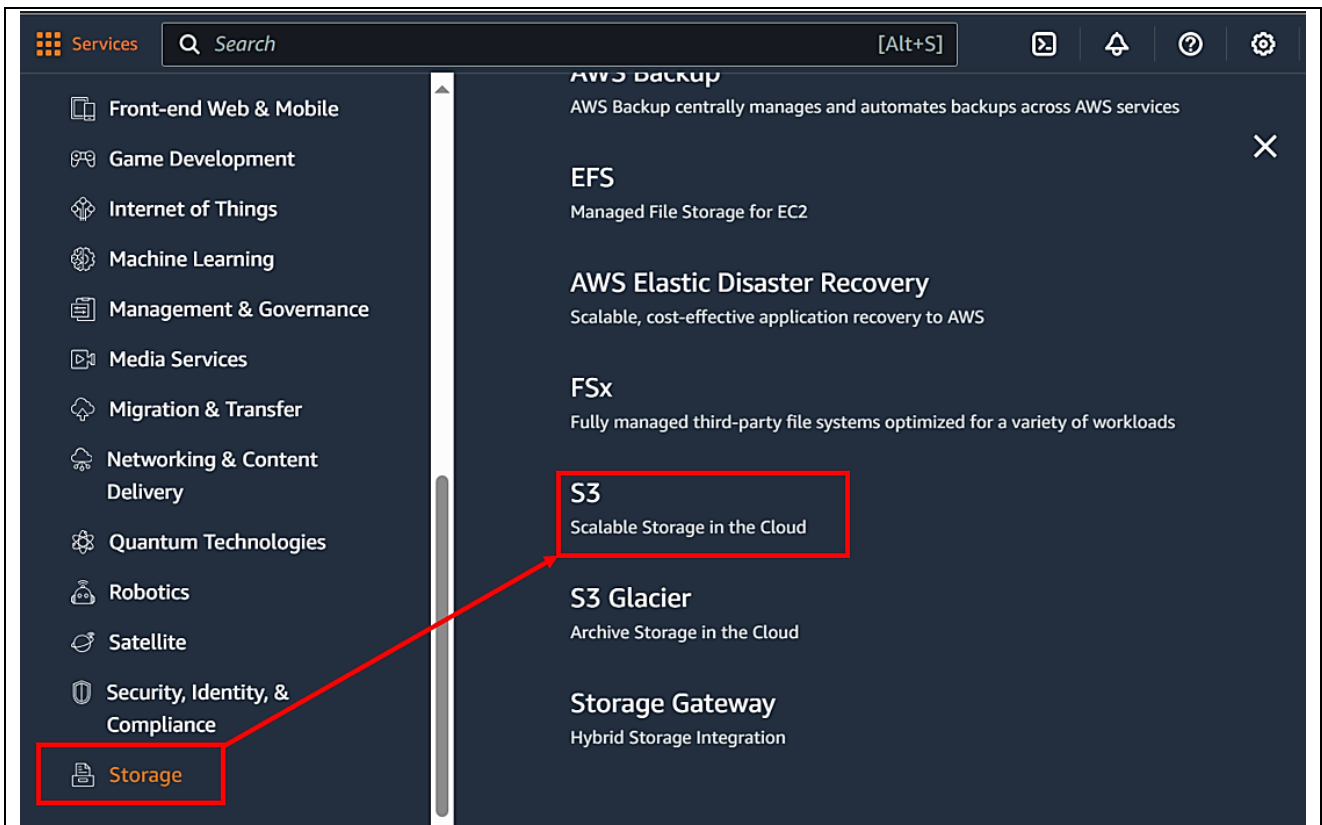 Services
Search
[Alt+S]
Front-end Web & Mobile
Game Development
Internet of Things
Machine Learning
Management & Governance
Media Services
Migration & Transfer
Networking & Content
Delivery
Quantum Technologies
Robotics
Satellite
Security, Identity, &
Compliance
Storage
AWS Backup
AWS Backup centrally manages and automates backups across AWS services
EFS
Managed File Storage for EC2
AWS Elastic Disaster Recovery
Scalable, cost-effective application recovery to AWS
FSx
Fully managed third-party file systems optimized for a variety of workloads
S3
Scalable Storage in the Cloud
S3 Glacier
Archive Storage in the Cloud
Storage Gateway
Hybrid Storage Integration